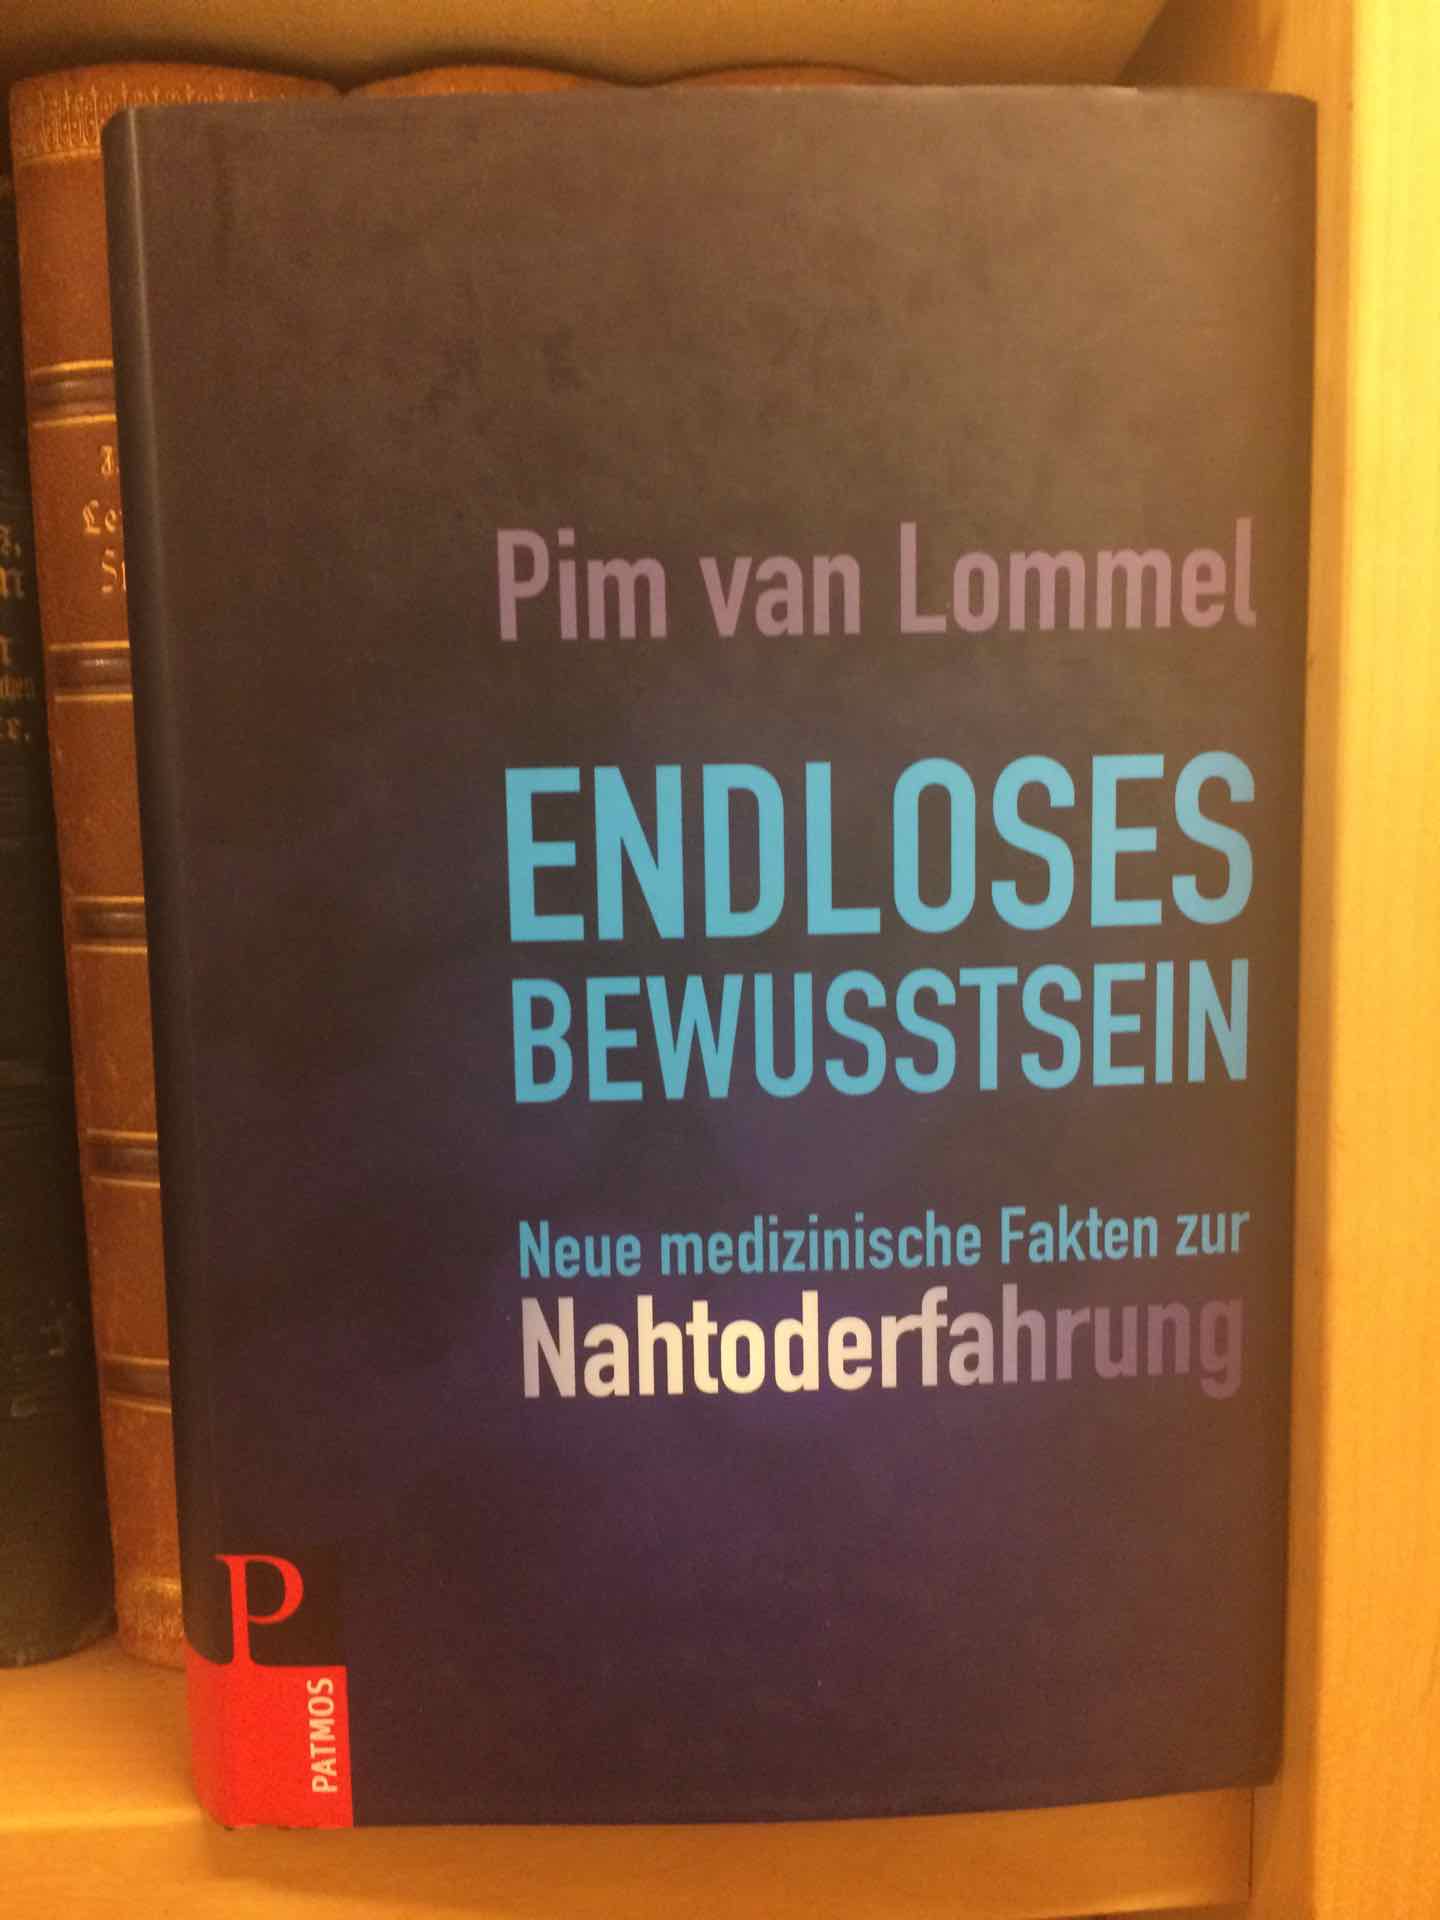 Pim van Lommel
ENDLOSES
BEWUSSTSEIN
Neue medizinische Fakten zur
Nahtoderfahrung
P
PATMOS